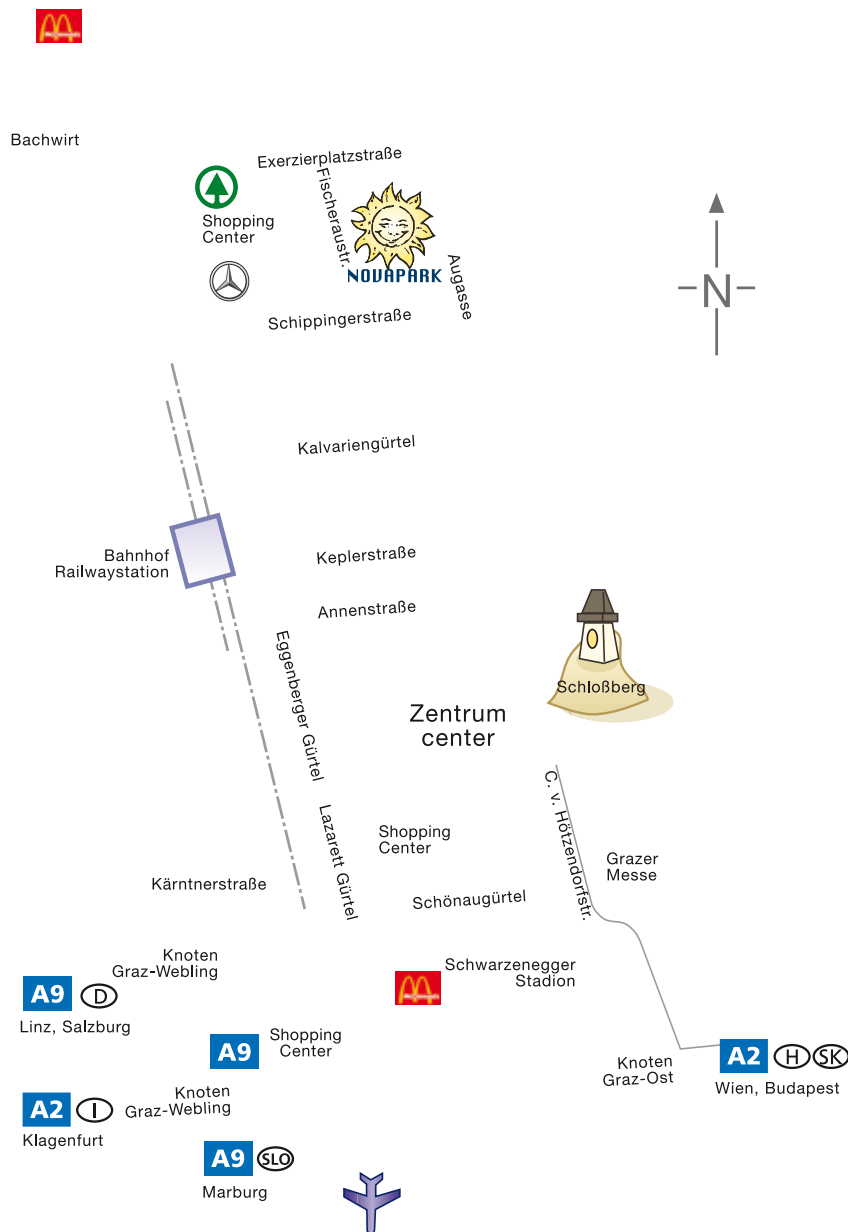 McDonald's
Bachwirt
Exerzierplatzstraße
Fischeraustr.
Shopping
Center
NOVAPARK
Augasse
N
Schippingerstraße
Kalvariengürtel
Bahnhof
Railwaystation
Keplerstraße
Annenstraße
Eggenberger Gürtel
Schloßberg
Zentrum
center
C. v. Hötzendorfstr.
Lazarett Gürtel
Shopping
Center
Grazer
Messe
Kärntnerstraße
Schönaugürtel
Knoten
Graz-Webling
Schwarzenegger
Stadion
McDonald's
A9 D
Linz, Salzburg
A9
Shopping
Center
Knoten
Graz-Ost
A2 H SK
Wien, Budapest
Knoten
Graz-Webling
A2 I
Klagenfurt
A9 SLO
Marburg